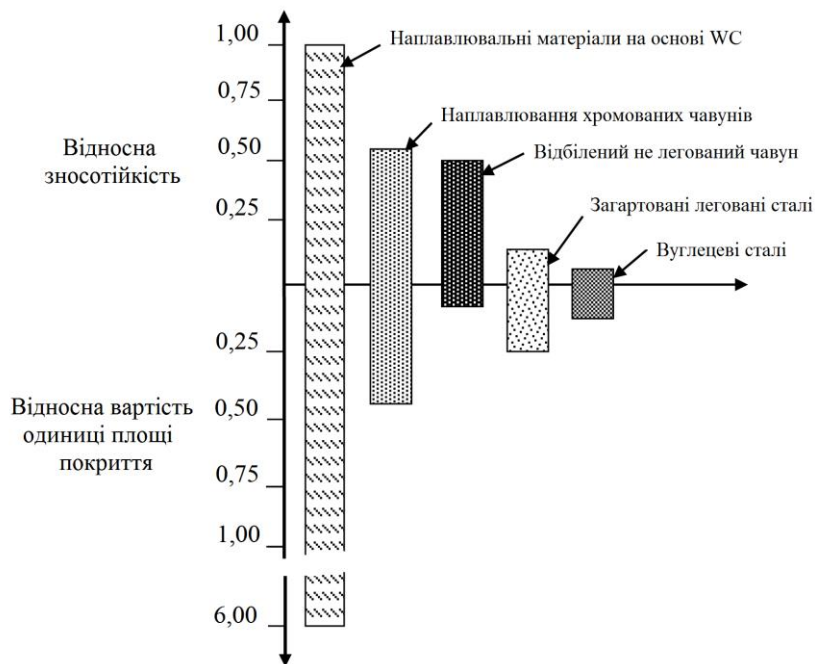 1,00
Наплавлювальні матеріали на основі WC
0,75
Наплавлювання хромованих чавунів
Відносна
зносотійкість
0,50
Відбілений не легований чавун
0,25
Загартовані леговані сталі
Вуглецеві сталі
0,25
Відносна вартість
одиниці площі
покриття
0,50
0,75
1,00
6,00